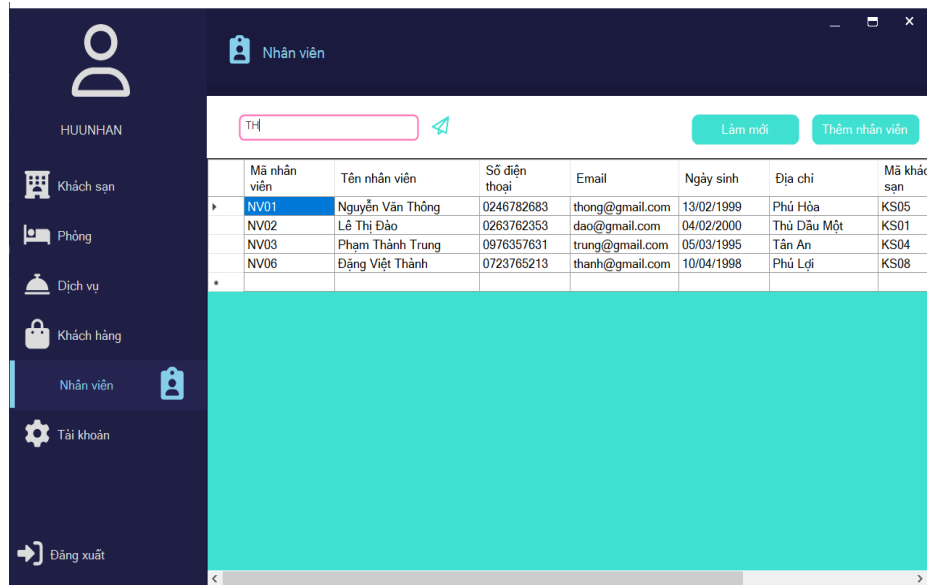 HUUNHAN
Khách sạn
Phòng
Dịch vụ
Khách hàng
Nhân viên
Tài khoản
Đăng xuất
Nhân viên
TH
Làm mới
Thêm nhân viên
Mã nhân viên Tên nhân viên Số điện thoại Email Ngày sinh Địa chỉ Mã khác sạn
NV01 Nguyễn Văn Thông 0246782683 thong@gmail.com 13/02/1999 Phú Hòa KS05
NV02 Lê Thị Đào 0263762353 dao@gmail.com 04/02/2000 Thủ Dầu Một KS01
NV03 Phạm Thành Trung 0976357631 trung@gmail.com 05/03/1995 Tân An KS04
NV06 Đặng Việt Thành 0723765213 thanh@gmail.com 10/04/1998 Phú Lợi KS08